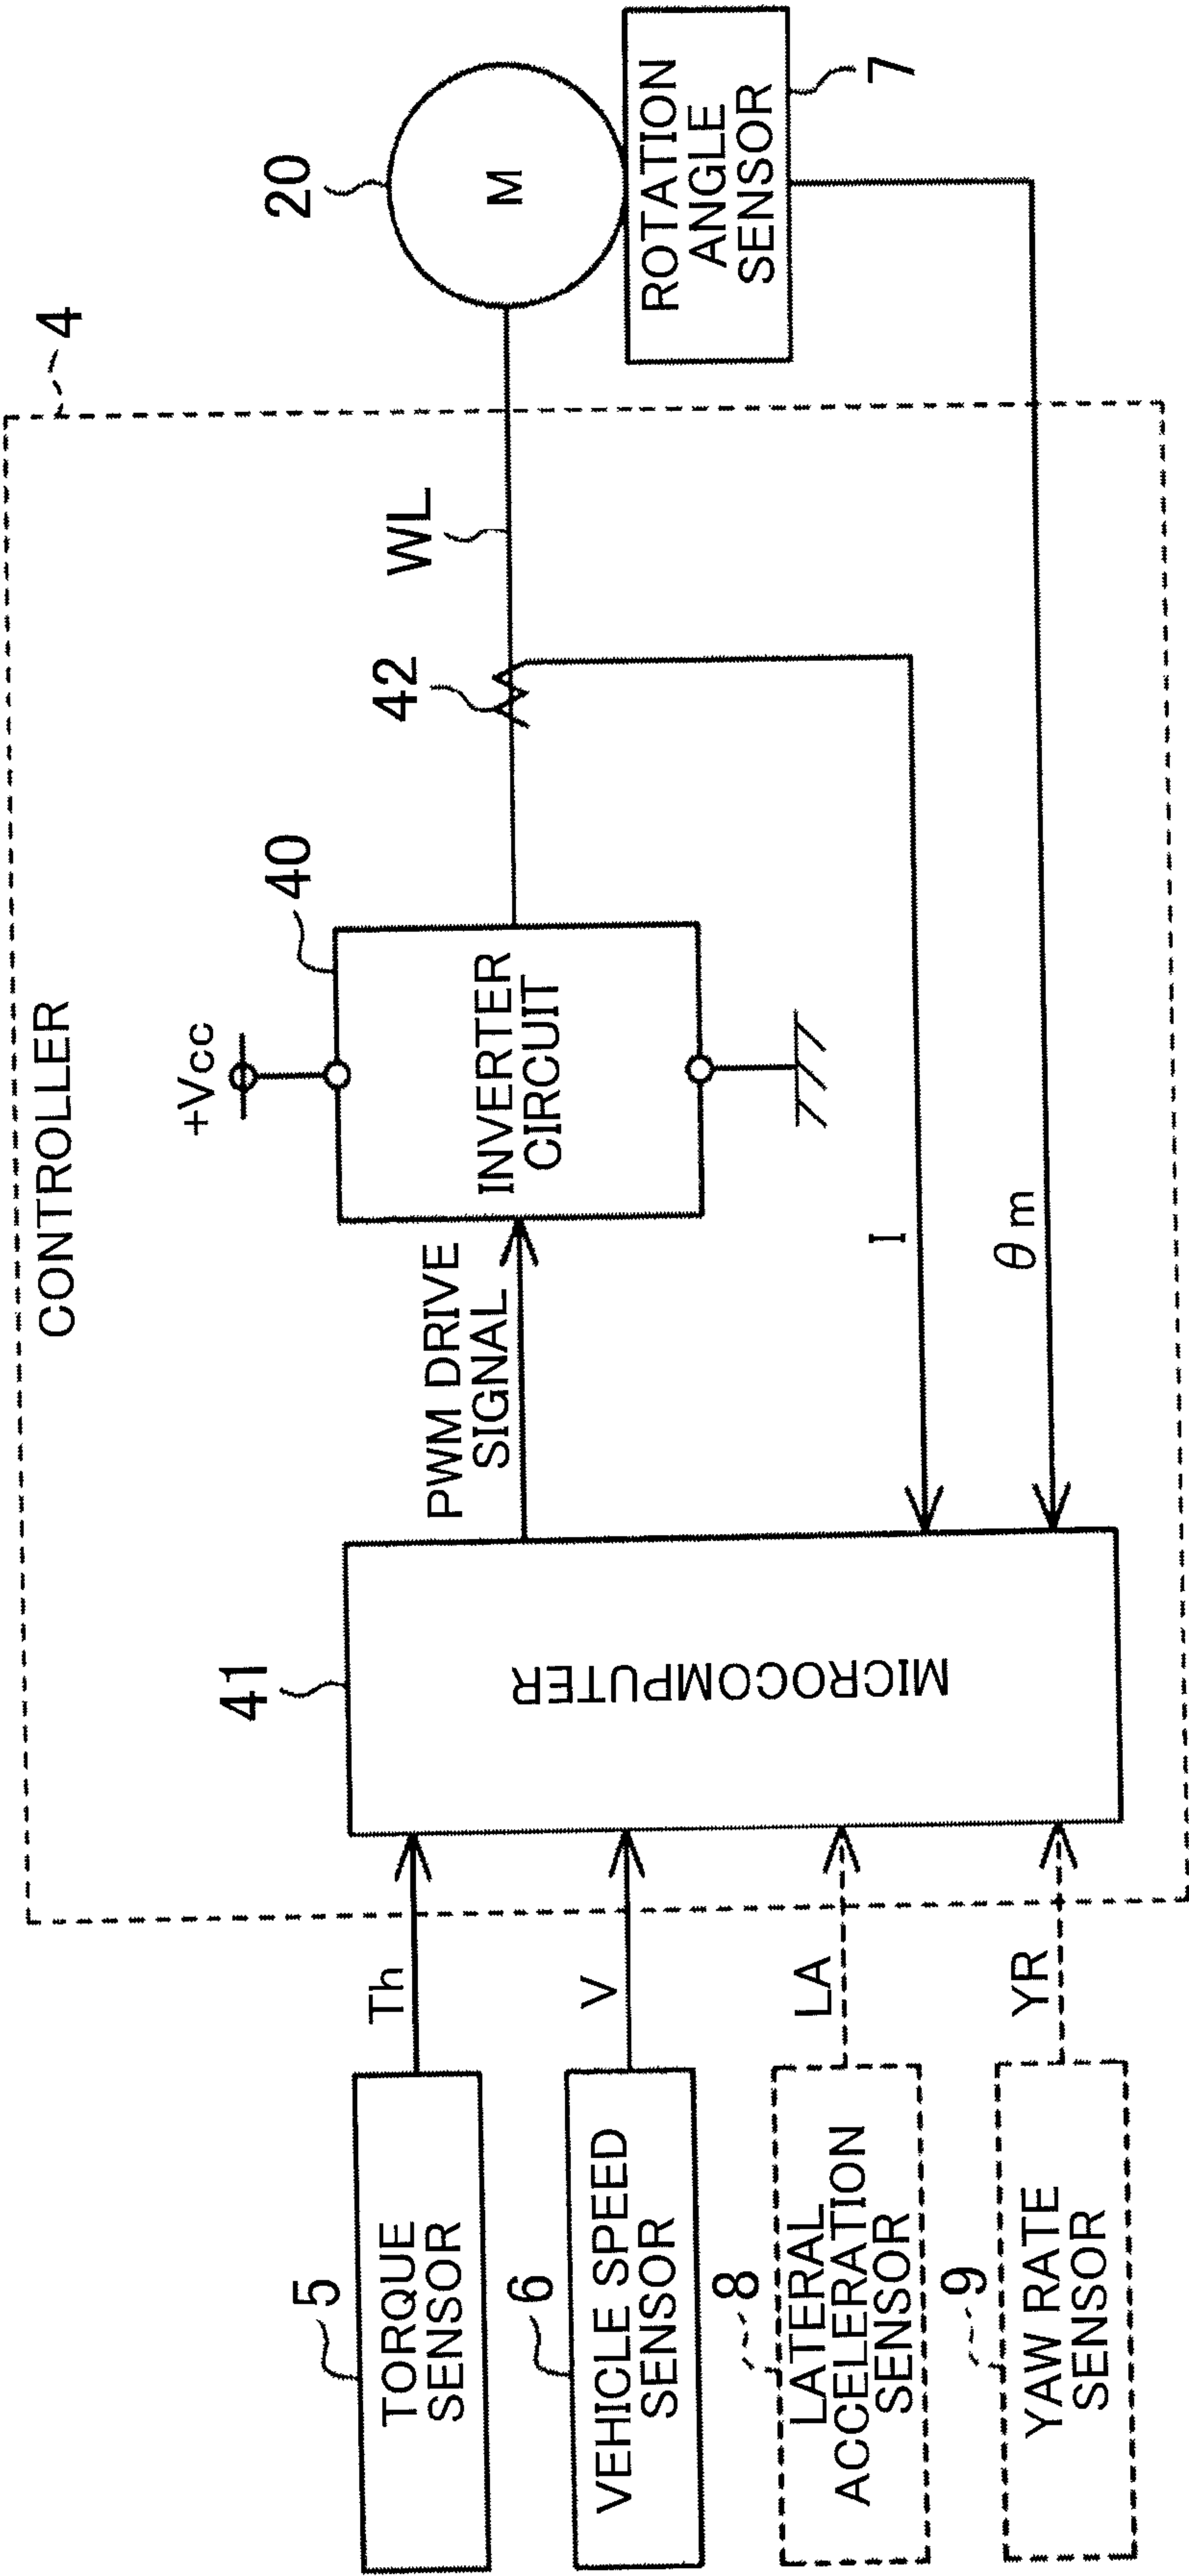 4
CONTROLLER
20
M
ROTATION
ANGLE
SENSOR
7
+Vcc
40
INVERTER
CIRCUIT
42
WL
PWM DRIVE
SIGNAL
I
θm
41
MICROCOMPUTER
5
TORQUE
SENSOR
Th
6
VEHICLE SPEED
SENSOR
V
8
LATERAL
ACCELERATION
SENSOR
LA
9
YAW RATE
SENSOR
YR